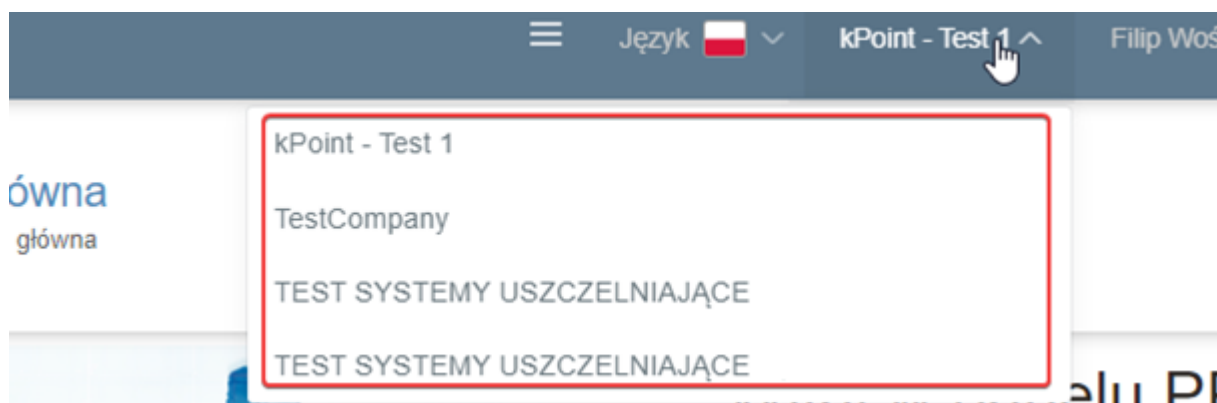 Język kPoint - Test 1 Filip Woś
kPoint - Test 1
ówna
TestCompany
główna
TEST SYSTEMY USZCZELNIAJĄCE
TEST SYSTEMY USZCZELNIAJĄCE